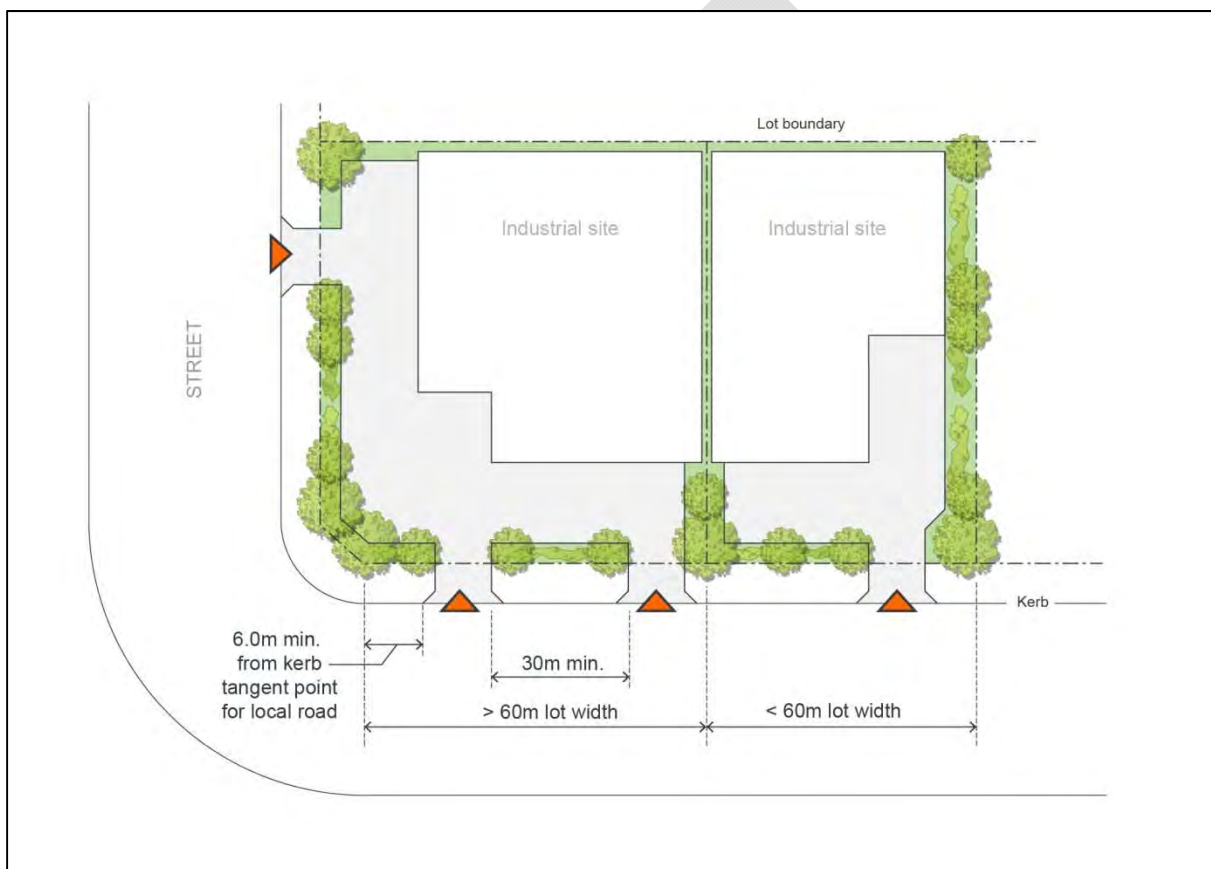 Lot boundary
Industrial site
Industrial site
STREET
Kerb
6.0m min.
from kerb
tangent point
for local road
30m min.
> 60m lot width
< 60m lot width